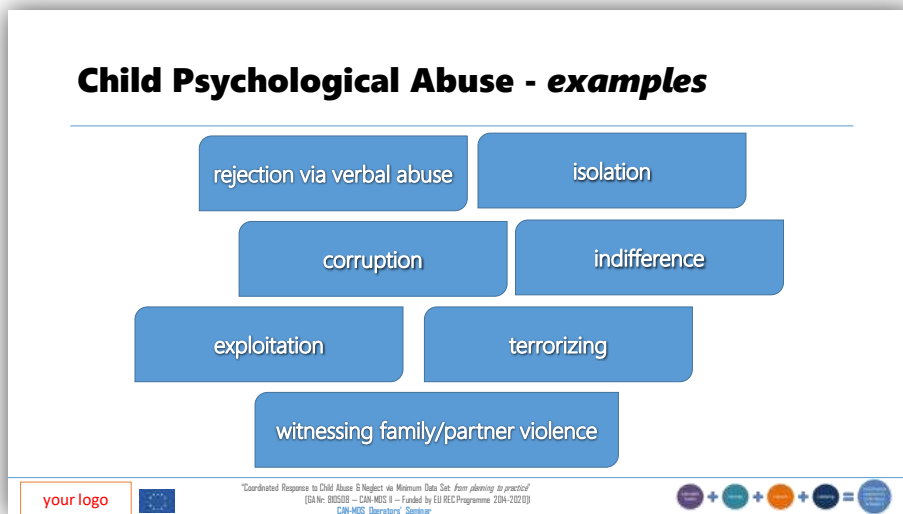 Child Psychological Abuse - examples
rejection via verbal abuse
isolation
corruption
indifference
exploitation
terrorizing
witnessing family/partner violence
your logo
"Coordinated Response to Child Abuse & Neglect via Minimum Data Set: from planning to practice"
[GA Nr: 810508 — CAN-MDS II — Funded by EU REC Programme 2014-2020)]
CAN-MDS Operators' Seminar
+ + + =